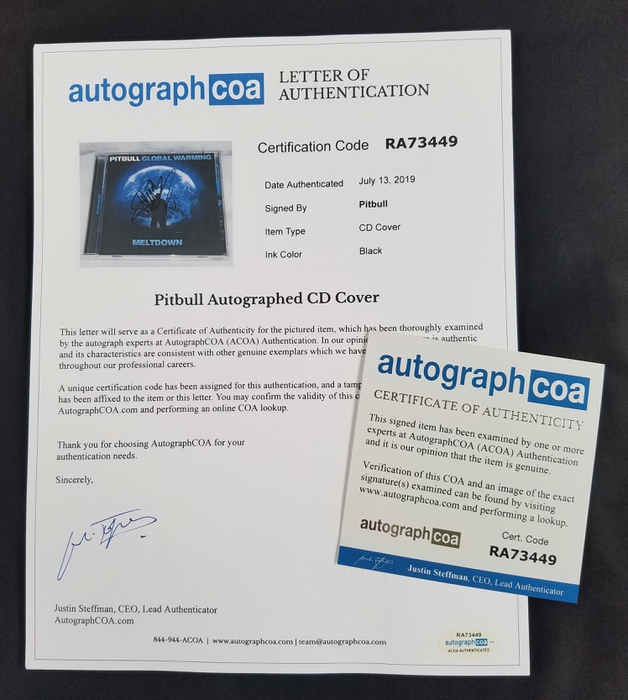 autographcoa
LETTER OF
AUTHENTICATION
Certification Code RA73449
PITBULL GLOBAL WARMING
MELTDOWN
Date Authenticated July 13, 2019
Signed By Pitbull
Item Type CD Cover
Ink Color Black
Pitbull Autographed CD Cover
This letter will serve as a Certificate of Authenticity for the pictured item, which has been thoroughly examined
by the autograph experts at AutographCOA (ACOA) Authentication. In our opini is authentic
and its characteristics are consistent with other genuine exemplars which we have
throughout our professional careers.
A unique certification code has been assigned for this authentication, and a tamp
has been affixed to the item or this letter. You may confirm the validity of this c
AutographCOA.com and performing an online COA lookup.
Thank you for choosing AutographCOA for your
authentication needs.
Sincerely,
Justin Steffman, CEO, Lead Authenticator
AutographCOA.com
844-944-ACOA | www.autographcoa.com | team@autographcoa.com
RA73449
autographcoa
ACOA AUTHENTICATED
autographcoa
CERTIFICATE OF AUTHENTICITY
This signed item has been examined by one or more
experts at AutographCOA (ACOA) Authentication
and it is our opinion that the item is genuine.
Verification of this COA and an image of the exact
signature(s) examined can be found by visiting
www.autographcoa.com and performing a lookup.
autographcoa
Cert. Code
RA73449
Justin Steffman, CEO, Lead Authenticator